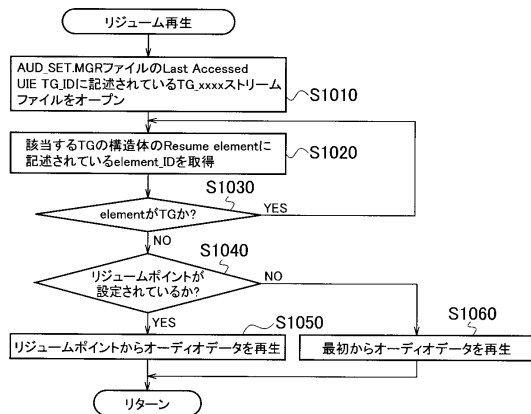 リジューム再生
AUD_SET.MGRファイルのLast Accessed
UIE TG_IDに記述されているTG_xxxxストリーム
ファイルをオープン
S1010
該当するTGの構造体のResume elementに
記述されているelement_IDを取得
S1020
S1030
elementがTGか?
YES
NO
S1040
リジュームポイントが
設定されているか?
NO
YES
S1050
S1060
リジュームポイントからオーディオデータを再生
最初からオーディオデータを再生
リターン